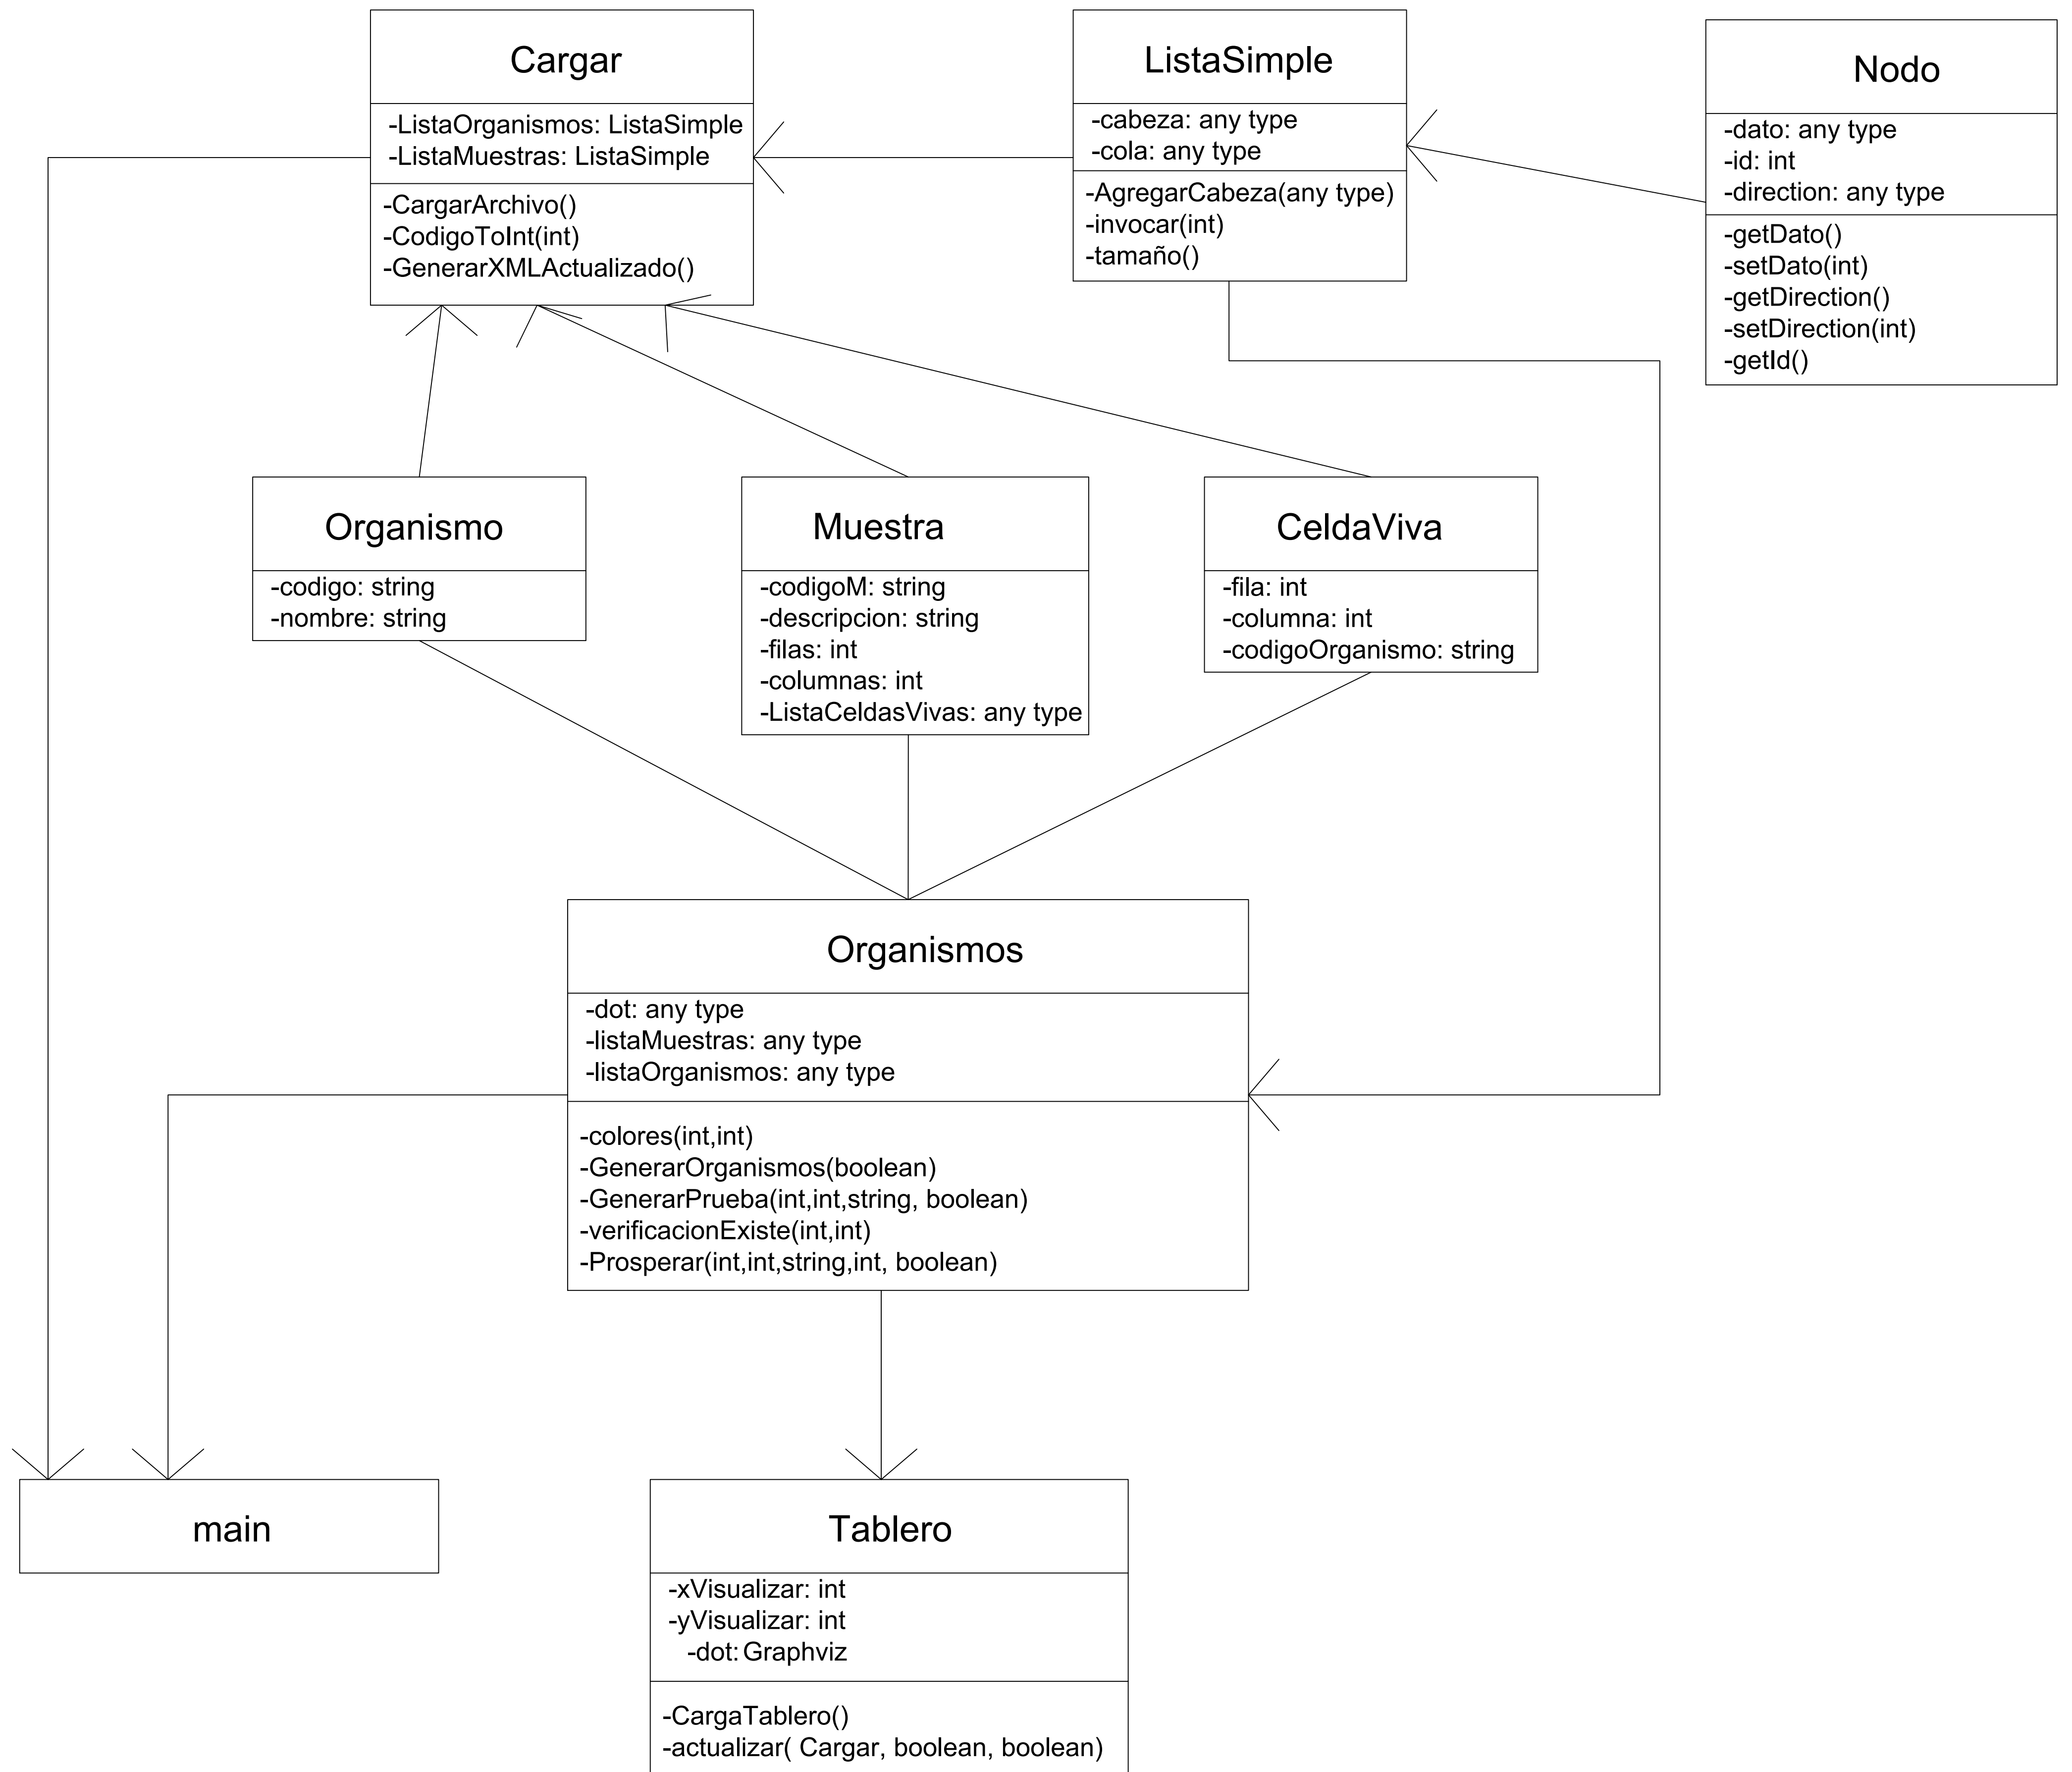 Cargar
-ListaOrganismos: ListaSimple
-ListaMuestras: ListaSimple
-CargarArchivo()
-CodigoToInt(int)
-GenerarXMLActualizado()
ListaSimple
-cabeza: any type
-cola: any type
-AgregarCabeza(any type)
-invocar(int)
-tamaño()
Nodo
-dato: any type
-id: int
-direction: any type
-getDato()
-setDato(int)
-getDirection()
-setDirection(int)
-getId()
Organismo
-codigo: string
-nombre: string
Muestra
-codigoM: string
-descripcion: string
-filas: int
-columnas: int
-ListaCeldasVivas: any type
CeldaViva
-fila: int
-columna: int
-codigoOrganismo: string
Organismos
-dot: any type
-listaMuestras: any type
-listaOrganismos: any type
-colores(int,int)
-GenerarOrganismos(boolean)
-GenerarPrueba(int,int,string, boolean)
-verificacionExiste(int,int)
-Prosperar(int,int,string,int, boolean)
main
Tablero
-xVisualizar: int
-yVisualizar: int
-dot: Graphviz
-CargaTablero()
-actualizar( Cargar, boolean, boolean)